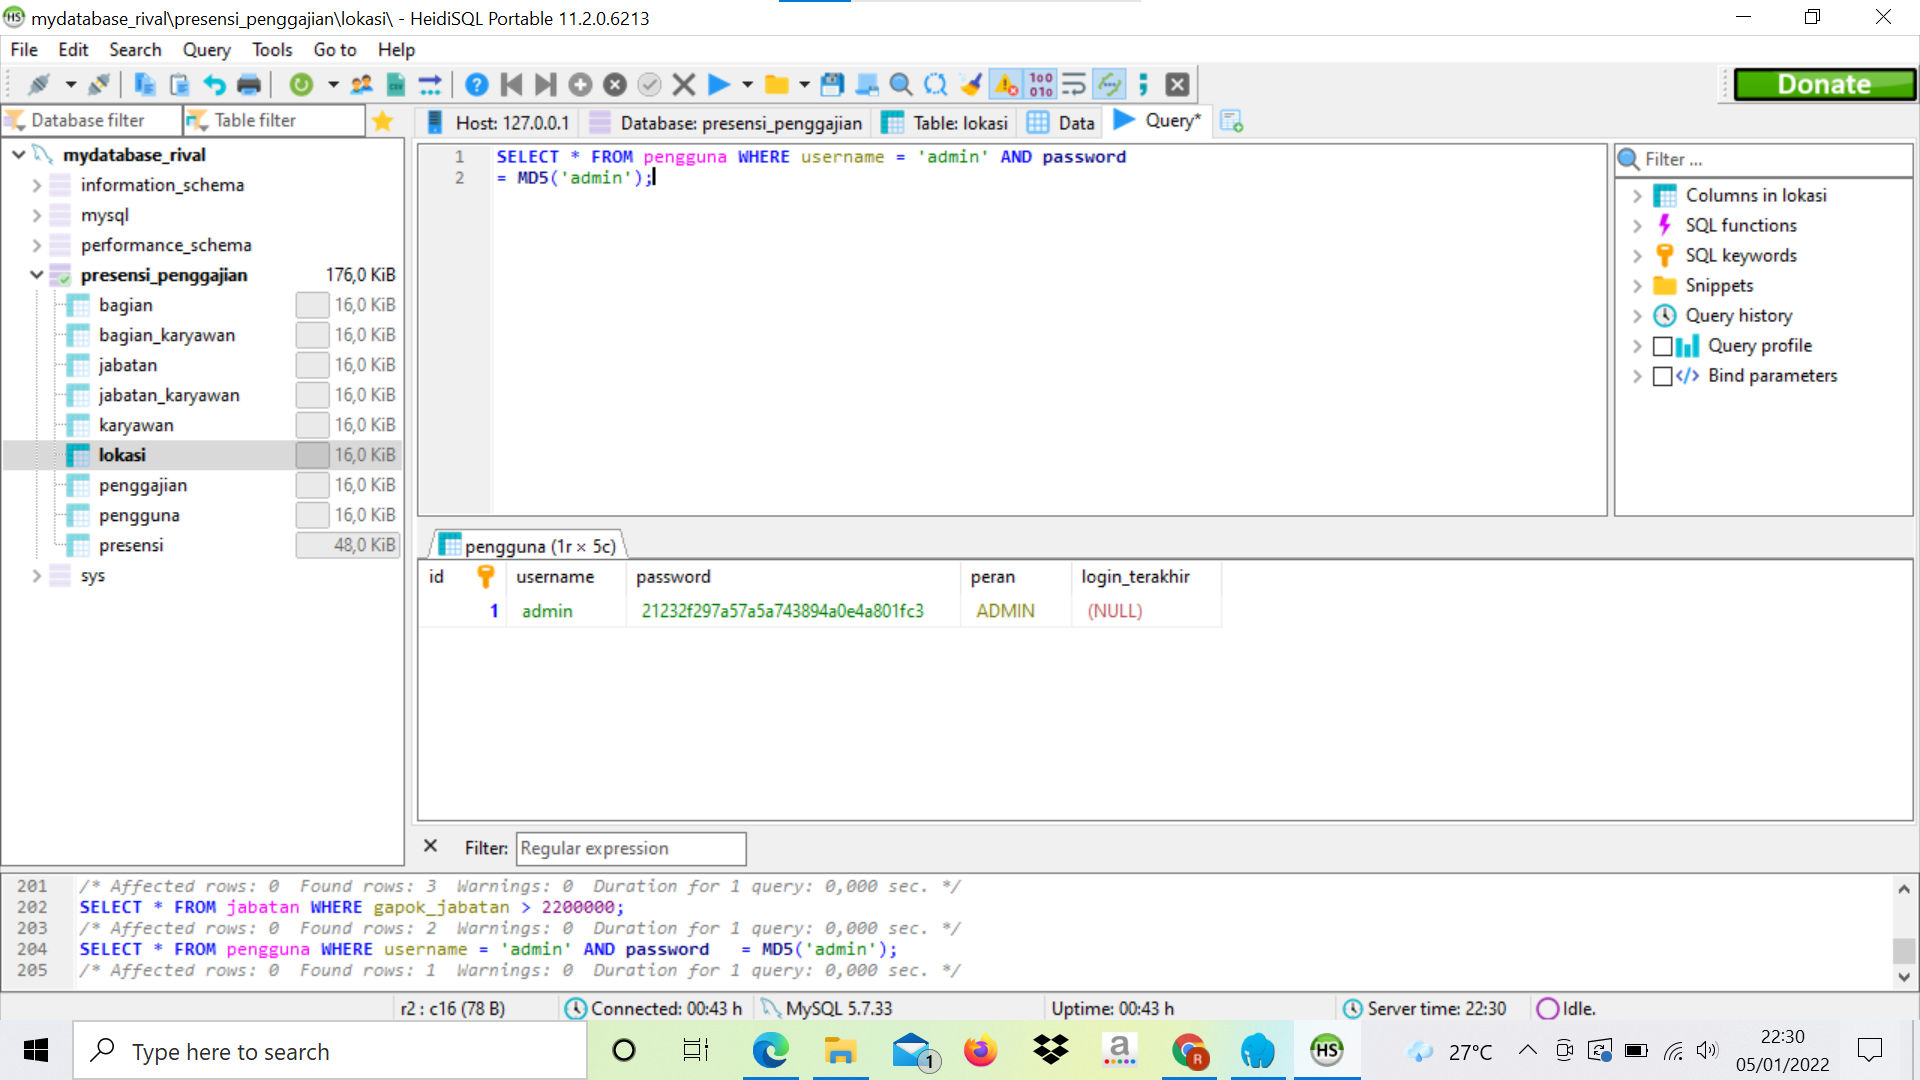 mydatabase_rival\presensi_penggajian\lokasi\ - HeidiSQL Portable 11.2.0.6213
File Edit Search Query Tools Go to Help
Donate
Database filter
Table filter
Host: 127.0.0.1
Database: presensi_penggajian
Table: lokasi
Data
Query*
mydatabase_rival
information_schema
mysql
performance_schema
presensi_penggajian 176,0 KiB
bagian 16,0 KiB
bagian_karyawan 16,0 KiB
jabatan 16,0 KiB
jabatan_karyawan 16,0 KiB
karyawan 16,0 KiB
lokasi 16,0 KiB
penggajian 16,0 KiB
pengguna 16,0 KiB
presensi 48,0 KiB
sys
1 SELECT * FROM pengguna WHERE username = 'admin' AND password
2 = MD5('admin');
Filter ...
Columns in lokasi
SQL functions
SQL keywords
Snippets
Query history
Query profile
Bind parameters
pengguna (1r × 5c)
id username password peran login_terakhir
1 admin 21232f297a57a5a743894a0e4a801fc3 ADMIN (NULL)
Filter: Regular expression
201 /* Affected rows: 0 Found rows: 3 Warnings: 0 Duration for 1 query: 0,000 sec. */
202 SELECT * FROM jabatan WHERE gapok_jabatan > 2200000;
203 /* Affected rows: 0 Found rows: 2 Warnings: 0 Duration for 1 query: 0,000 sec. */
204 SELECT * FROM pengguna WHERE username = 'admin' AND password = MD5('admin');
205 /* Affected rows: 0 Found rows: 1 Warnings: 0 Duration for 1 query: 0,000 sec. */
r2 : c16 (78 B) Connected: 00:43 h MySQL 5.7.33 Uptime: 00:43 h Server time: 22:30 Idle.
Type here to search
1
a
R
HS
27°C
22:30
05/01/2022